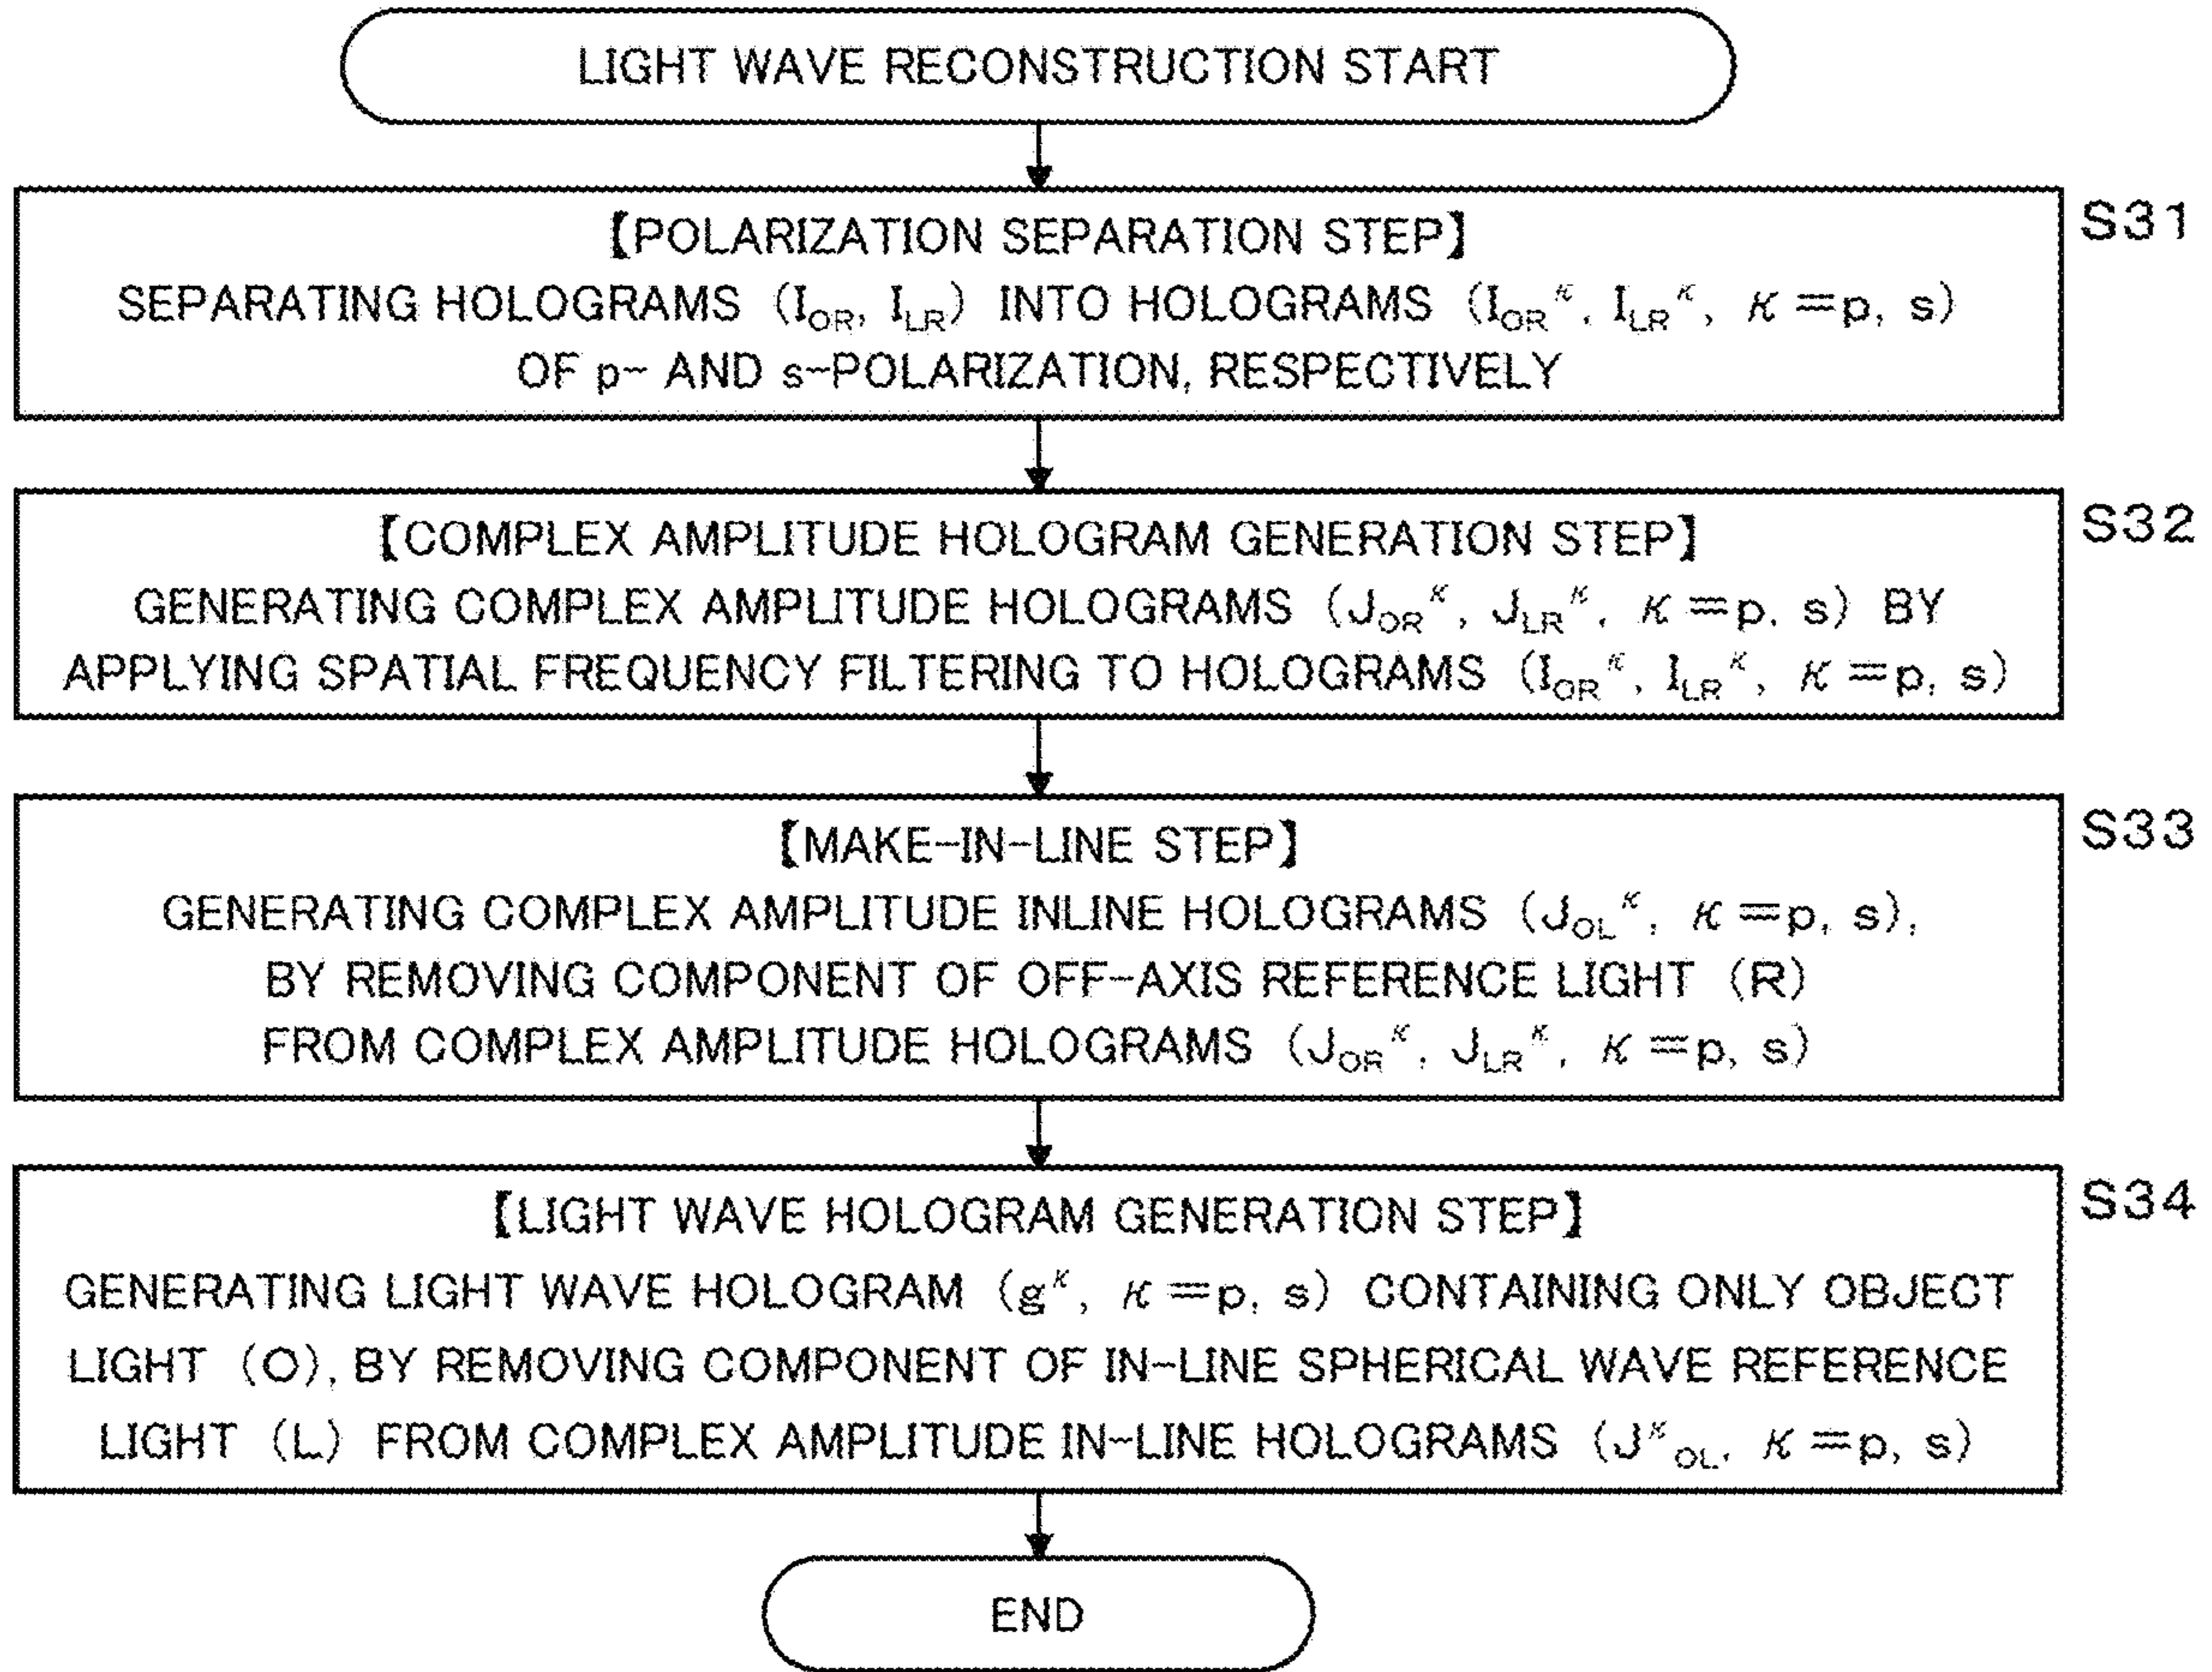 LIGHT WAVE RECONSTRUCTION START
S31
【POLARIZATION SEPARATION STEP】
SEPARATING HOLOGRAMS (I_OR, I_LR) INTO HOLOGRAMS (I_OR^κ, I_LR^κ, κ=p, s)
OF p- AND s-POLARIZATION, RESPECTIVELY
S32
【COMPLEX AMPLITUDE HOLOGRAM GENERATION STEP】
GENERATING COMPLEX AMPLITUDE HOLOGRAMS (J_OR^κ, J_LR^κ, κ=p, s) BY
APPLYING SPATIAL FREQUENCY FILTERING TO HOLOGRAMS (I_OR^κ, I_LR^κ, κ=p, s)
S33
【MAKE-IN-LINE STEP】
GENERATING COMPLEX AMPLITUDE INLINE HOLOGRAMS (J_OL^κ, κ=p, s),
BY REMOVING COMPONENT OF OFF-AXIS REFERENCE LIGHT (R)
FROM COMPLEX AMPLITUDE HOLOGRAMS (J_OR^κ, J_LR^κ, κ=p, s)
S34
【LIGHT WAVE HOLOGRAM GENERATION STEP】
GENERATING LIGHT WAVE HOLOGRAM (g^κ, κ=p, s) CONTAINING ONLY OBJECT
LIGHT (O), BY REMOVING COMPONENT OF IN-LINE SPHERICAL WAVE REFERENCE
LIGHT (L) FROM COMPLEX AMPLITUDE IN-LINE HOLOGRAMS (J^κ_OL, κ=p, s)
END